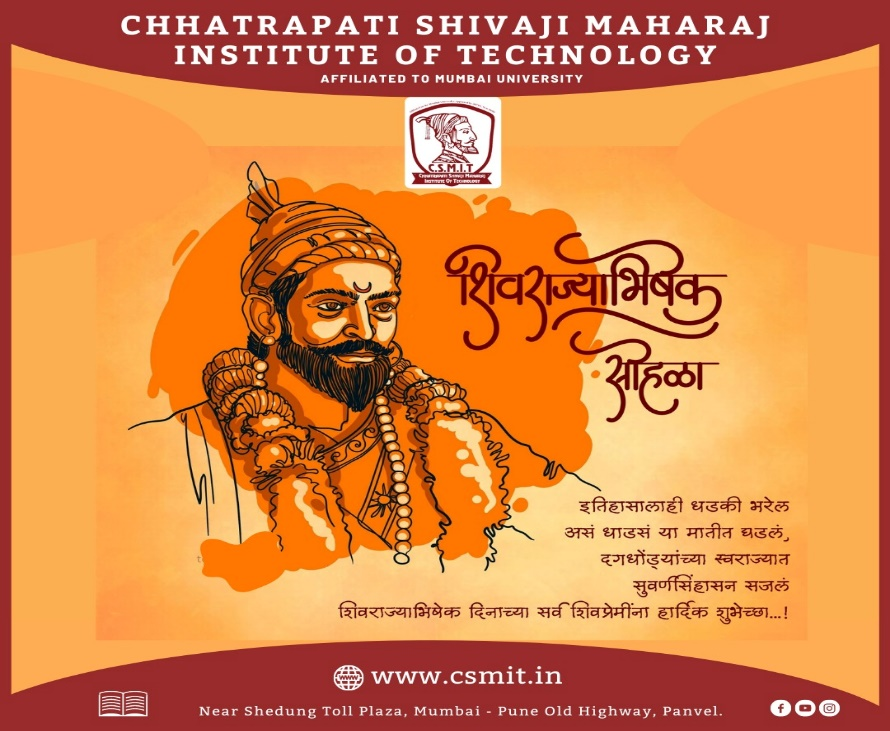 CHHATRAPATI SHIVAJI MAHARAJ
INSTITUTE OF TECHNOLOGY
AFFILIATED TO MUMBAI UNIVERSITY
C.S.M.I.T
CHHATRAPATI SHIVAJI MAHARAJ
INSTITUTE OF TECHNOLOGY
शिवराज्याभिषेक
सोहळा
इतिहासालाही धडकी भरेल
असं धाडसं या मातीत घडलं,
दगधोंड्यांच्या स्वराज्यात
सुवर्णसिंहासन सजलं
शिवराज्याभिषेक दिनाच्या सर्व शिवप्रेमींना हार्दिक शुभेच्छा...!
www.csmit.in
Near Shedung Toll Plaza, Mumbai - Pune Old Highway, Panvel.